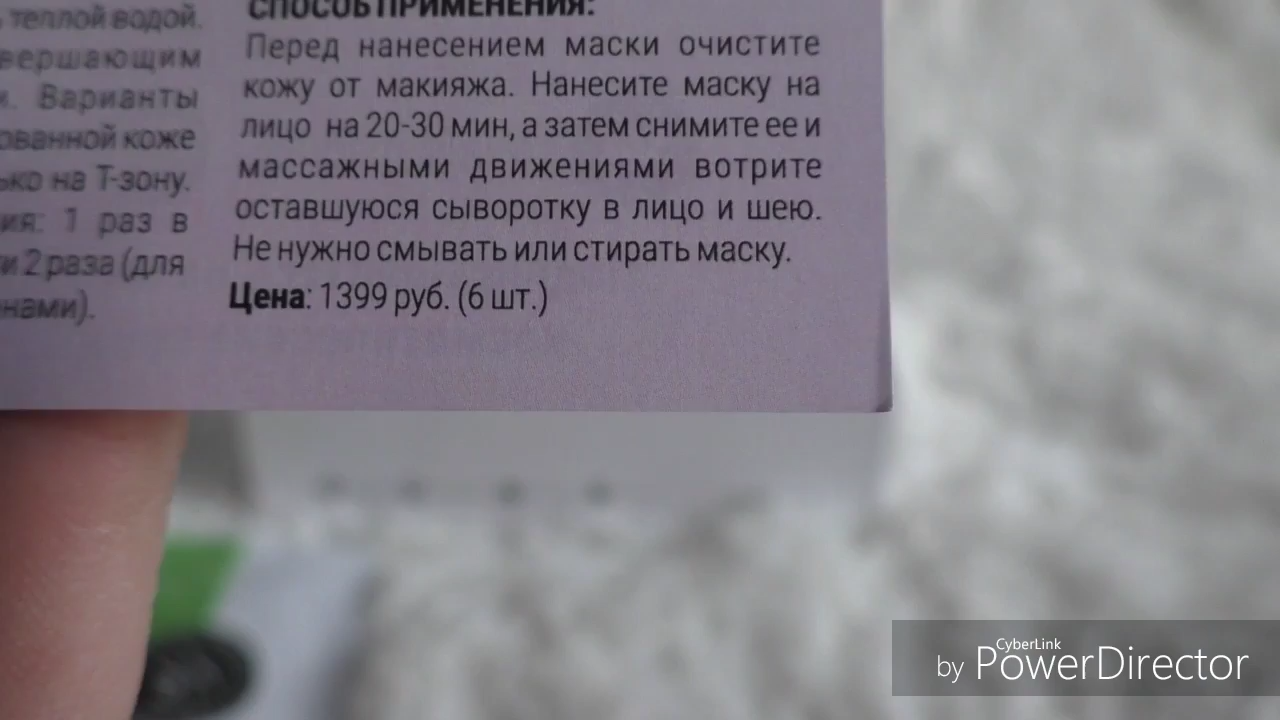 теплой водой.
вершающим
и. Варианты
ованной коже
ько на Т-зону.
ия: 1 раз в
и 2 раза (для
нами).
СПОСОБ ПРИМЕНЕНИЯ:
Перед нанесением маски очистите
кожу от макияжа. Нанесите маску на
лицо на 20-30 мин, а затем снимите ее и
массажными движениями вотрите
оставшуюся сыворотку в лицо и шею.
Не нужно смывать или стирать маску.
Цена: 1399 руб. (6 шт.)
by CyberLink
PowerDirector